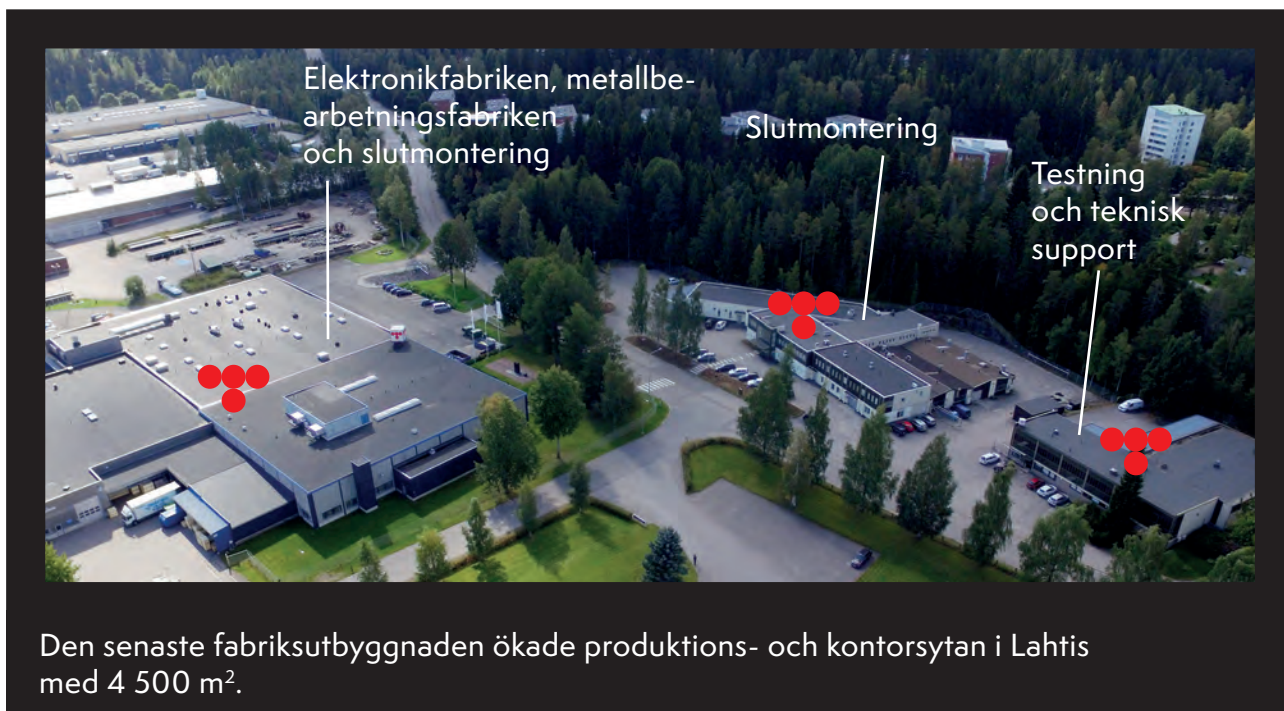 Elektronikfabriken, metallbe-
arbetningsfabriken
och slutmontering
Slutmontering
Testning
och teknisk
support
Den senaste fabriksutbyggnaden ökade produktions- och kontorsytan i Lahtis
med 4 500 m².